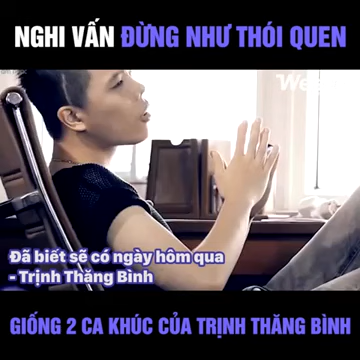 NGHI VẤN ĐỪNG NHƯ THÓI QUEN
Đã biết sẽ có ngày hôm qua
- Trịnh Thăng Bình
GIỐNG 2 CA KHÚC CỦA TRỊNH THĂNG BÌNH